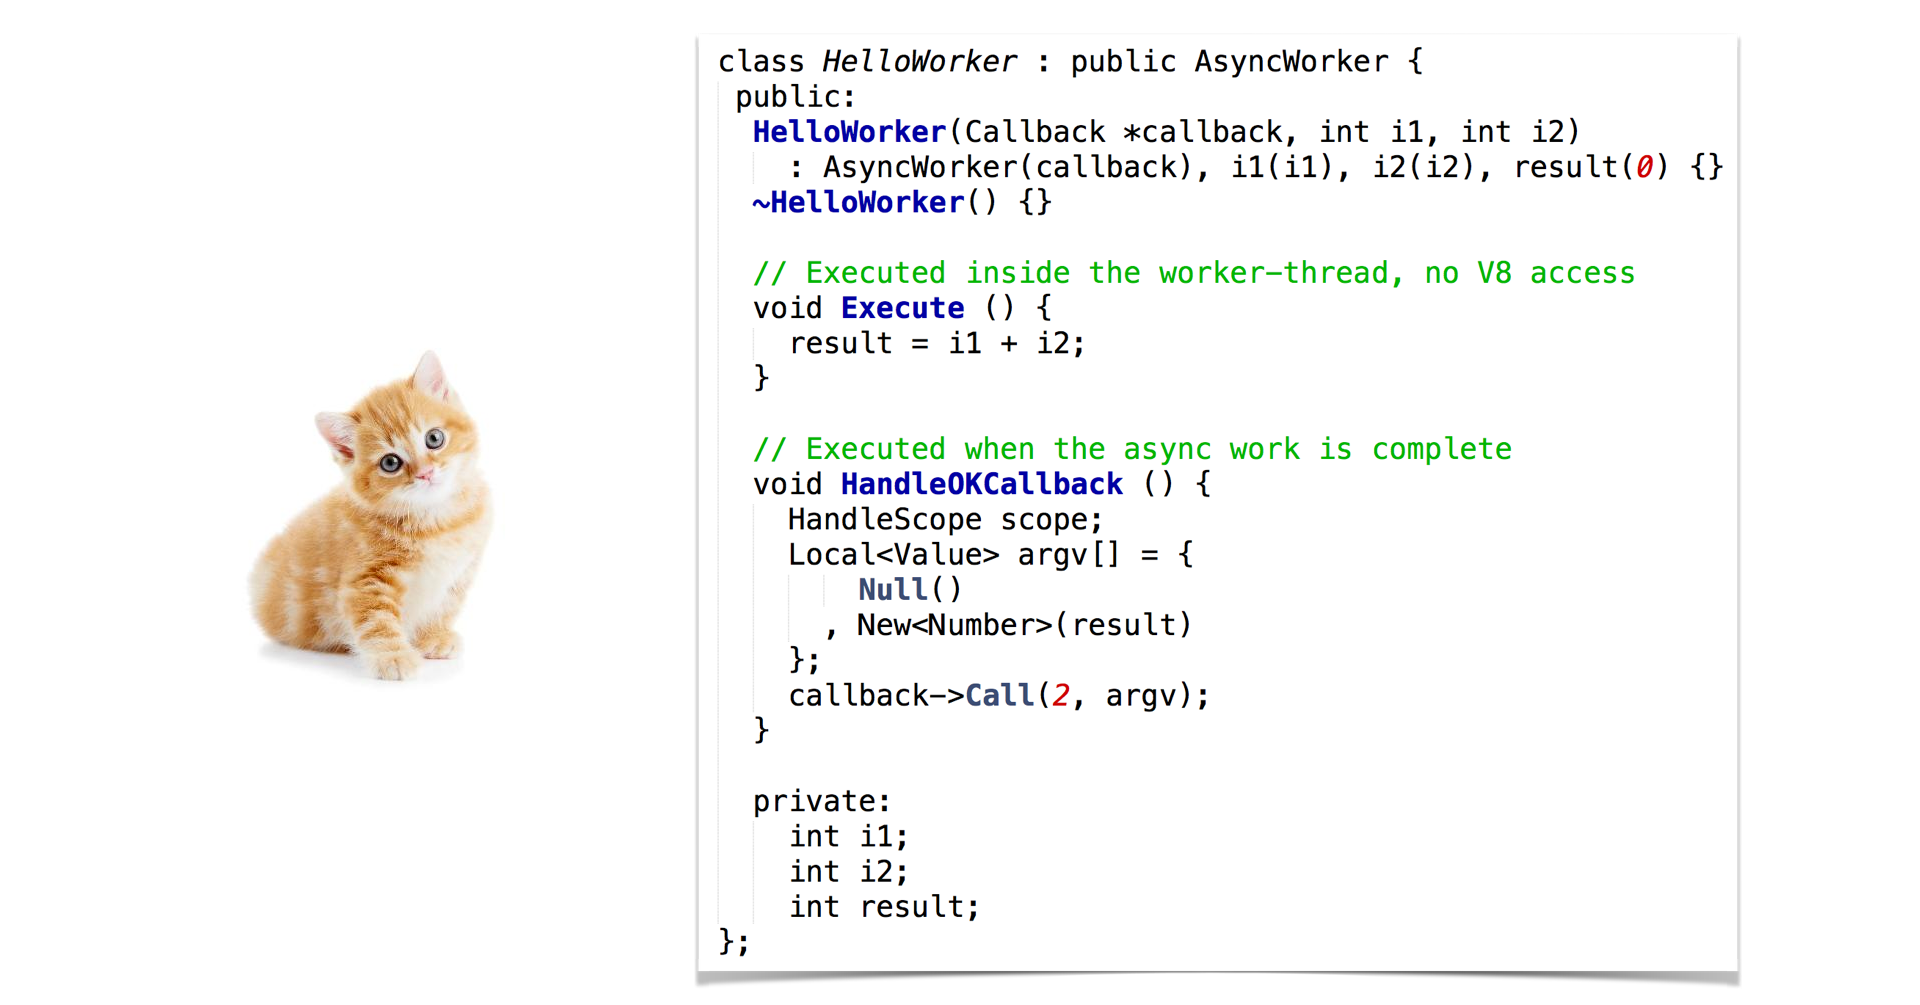 class HelloWorker : public AsyncWorker {
 public:
  HelloWorker(Callback *callback, int i1, int i2)
    : AsyncWorker(callback), i1(i1), i2(i2), result(0) {}
  ~HelloWorker() {}

  // Executed inside the worker-thread, no V8 access
  void Execute () {
    result = i1 + i2;
  }

  // Executed when the async work is complete
  void HandleOKCallback () {
    HandleScope scope;
    Local<Value> argv[] = {
        Null()
      , New<Number>(result)
    };
    callback->Call(2, argv);
  }

  private:
    int i1;
    int i2;
    int result;
};